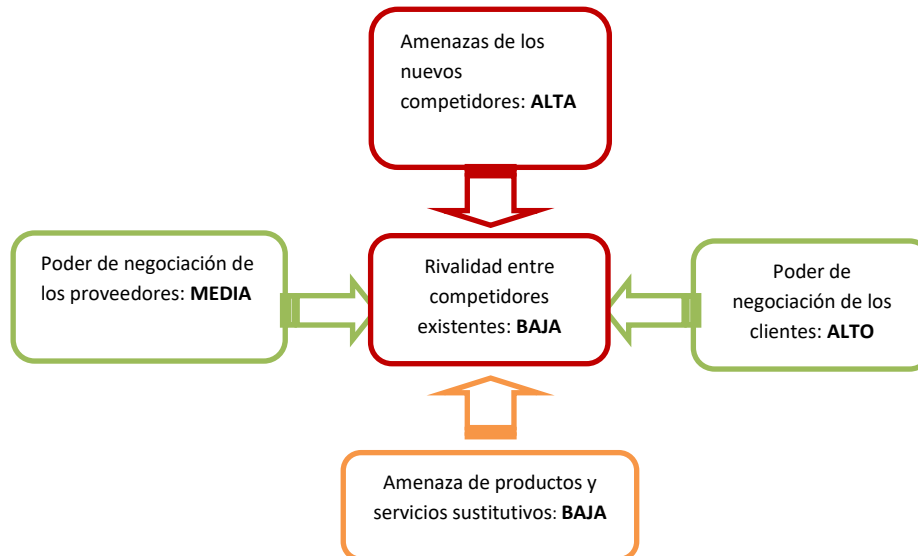 Amenazas de los
nuevos
competidores: ALTA
Poder de negociación de
los proveedores: MEDIA
Rivalidad entre
competidores
existentes: BAJA
Poder de
negociación de los
clientes: ALTO
Amenaza de productos y
servicios sustitutivos: BAJA